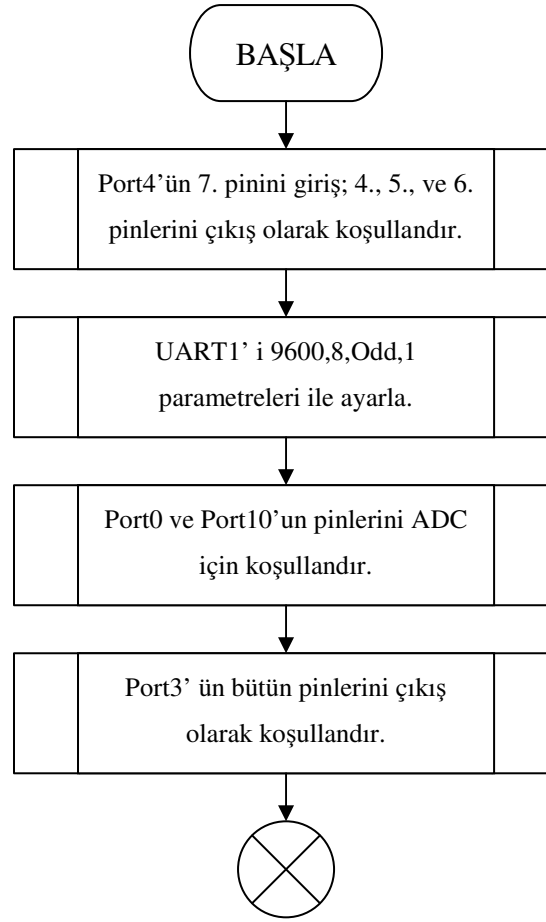 BAŞLA
Port4’ün 7. pinini giriş; 4., 5., ve 6.
pinlerini çıkış olarak koşullandır.
UART1’ i 9600,8,Odd,1
parametreleri ile ayarla.
Port0 ve Port10’un pinlerini ADC
için koşullandır.
Port3’ ün bütün pinlerini çıkış
olarak koşullandır.